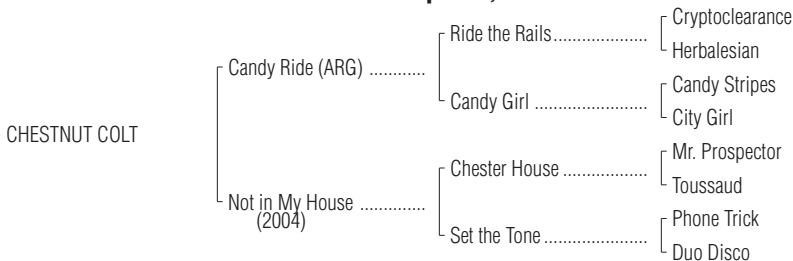 Cryptoclearance
Ride the Rails....................
Herbalesian
Candy Ride (ARG) ............
Candy Stripes
Candy Girl ........................
City Girl
CHESTNUT COLT
Mr. Prospector
Chester House ..................
Toussaud
Not in My House ..............
(2004)
Phone Trick
Set the Tone......................
Duo Disco